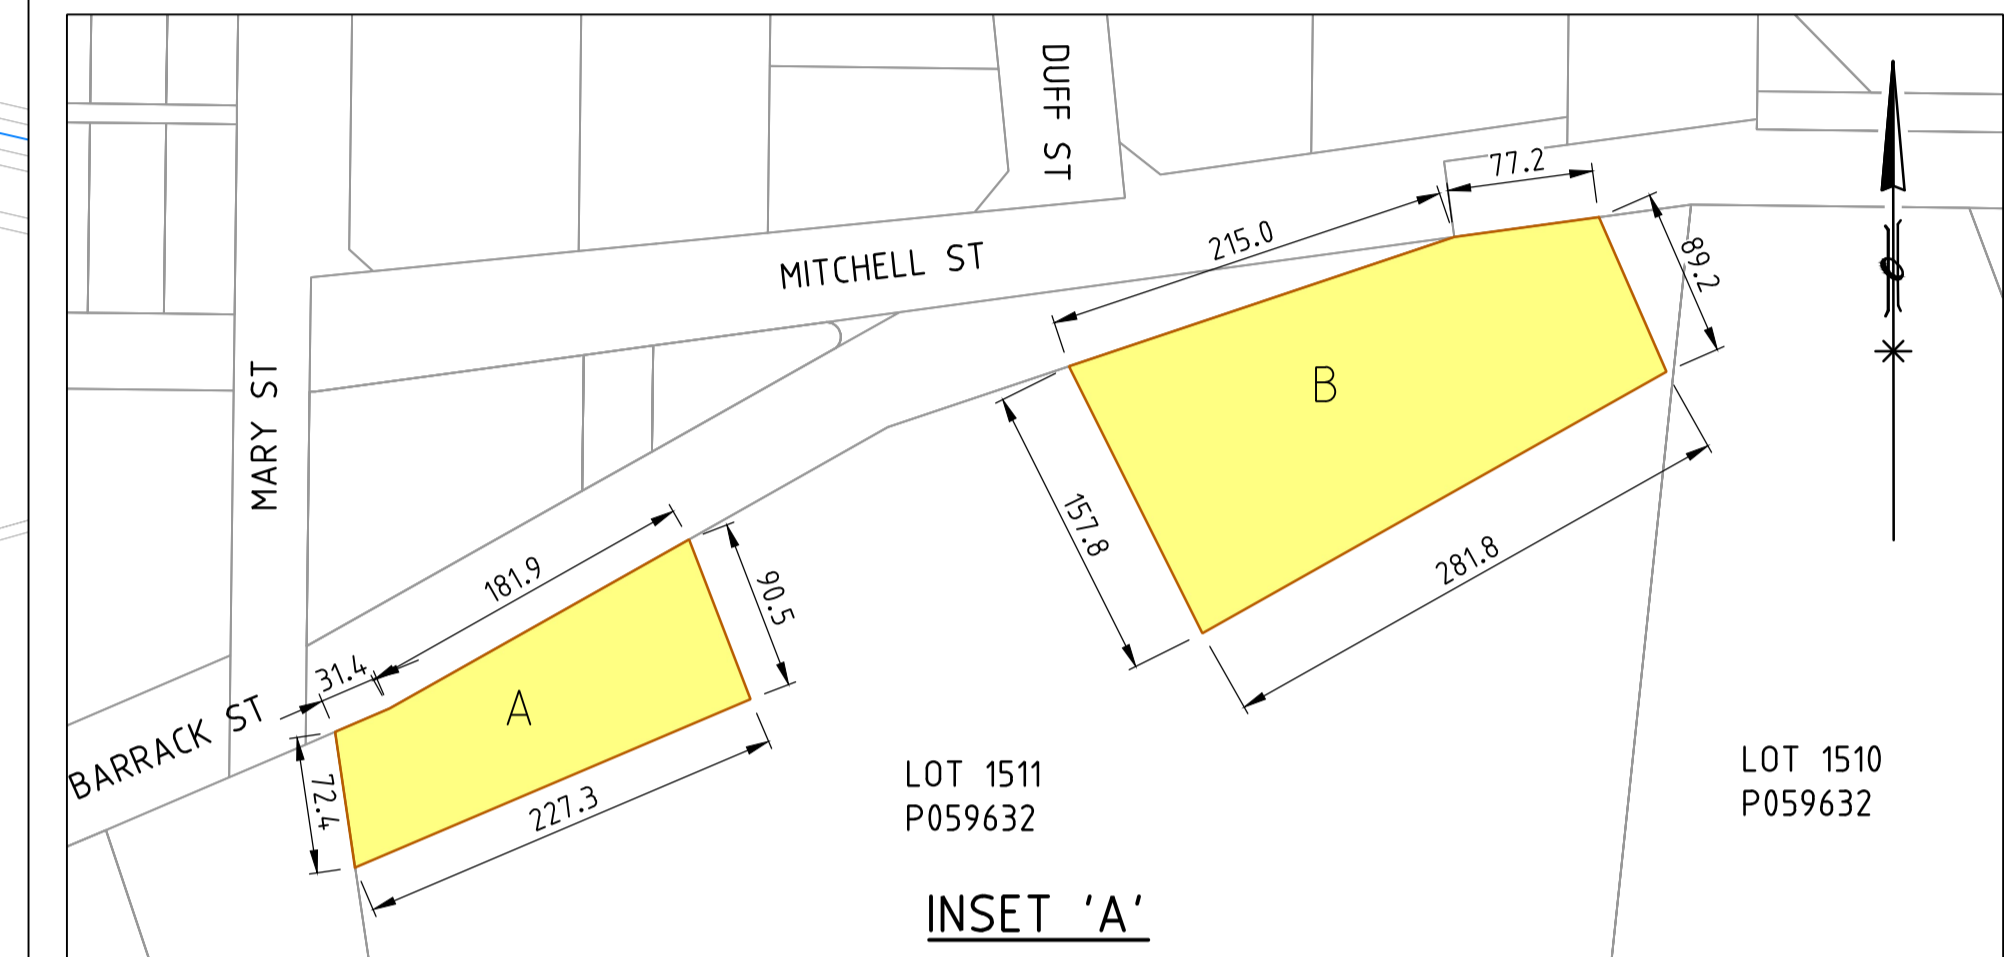 DUFF ST
77.2
215.0
89.2
MITCHELL ST
B
MARY ST
157.8
281.8
181.9
90.5
31.4
A
BARRACK ST
72.4
227.3
LOT 1511
P059632
LOT 1510
P059632
INSET 'A'